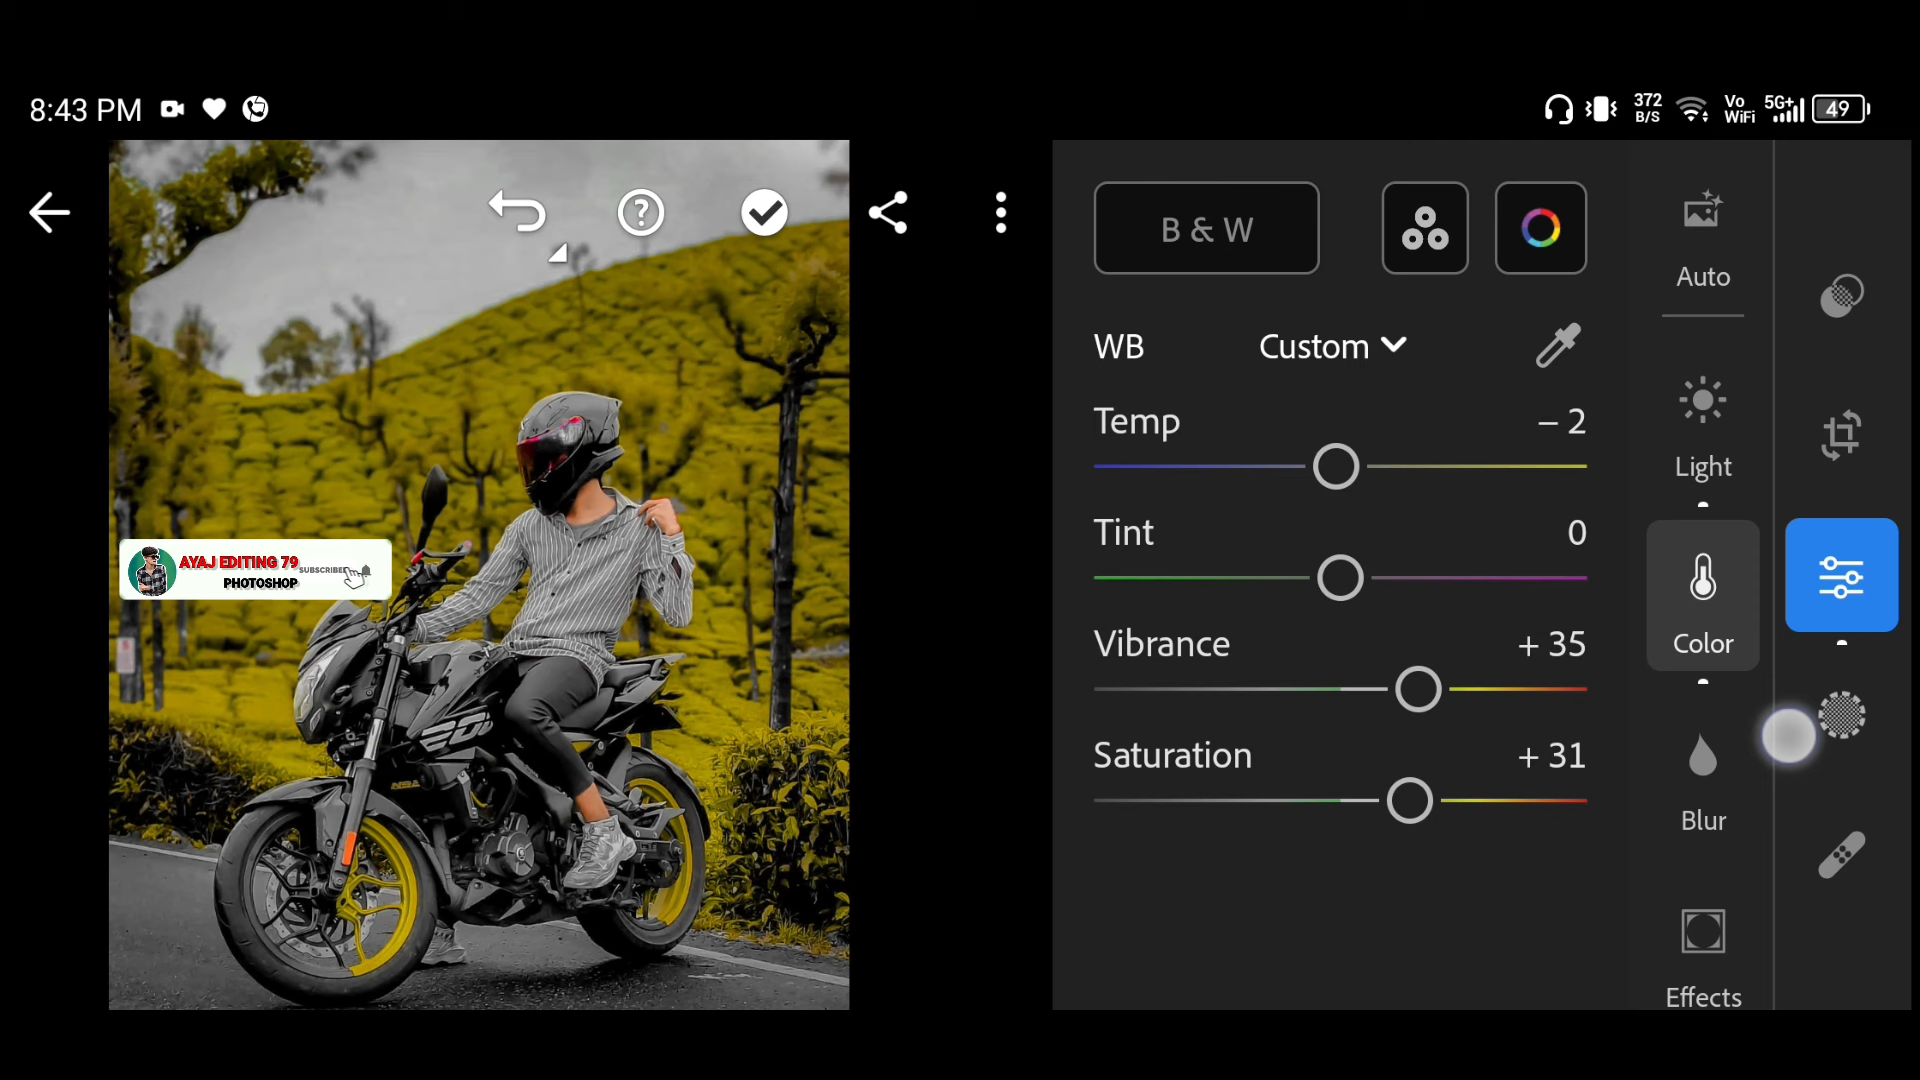 8:43 PM
372
B/S
Vo
WiFi
5G+
49
B & W
Auto
WB
Custom
Temp
– 2
Light
Tint
0
Vibrance
+ 35
Color
Saturation
+ 31
Blur
Effects
AYAJ EDITING 79
SUBSCRIBED
PHOTOSHOP